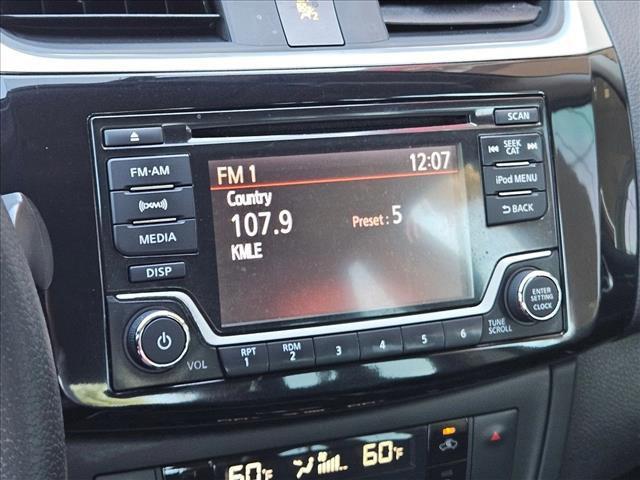 FM 1 12:07
Country
107.9 Preset : 5
KMLE
FM·AM
((XM))
MEDIA
DISP
VOL
RPT 1
RDM 2
3
4
5
6
SCAN
SEEK
CAT
iPod MENU
BACK
ENTER
SETTING
CLOCK
TUNE
SCROLL
60°F 60°F